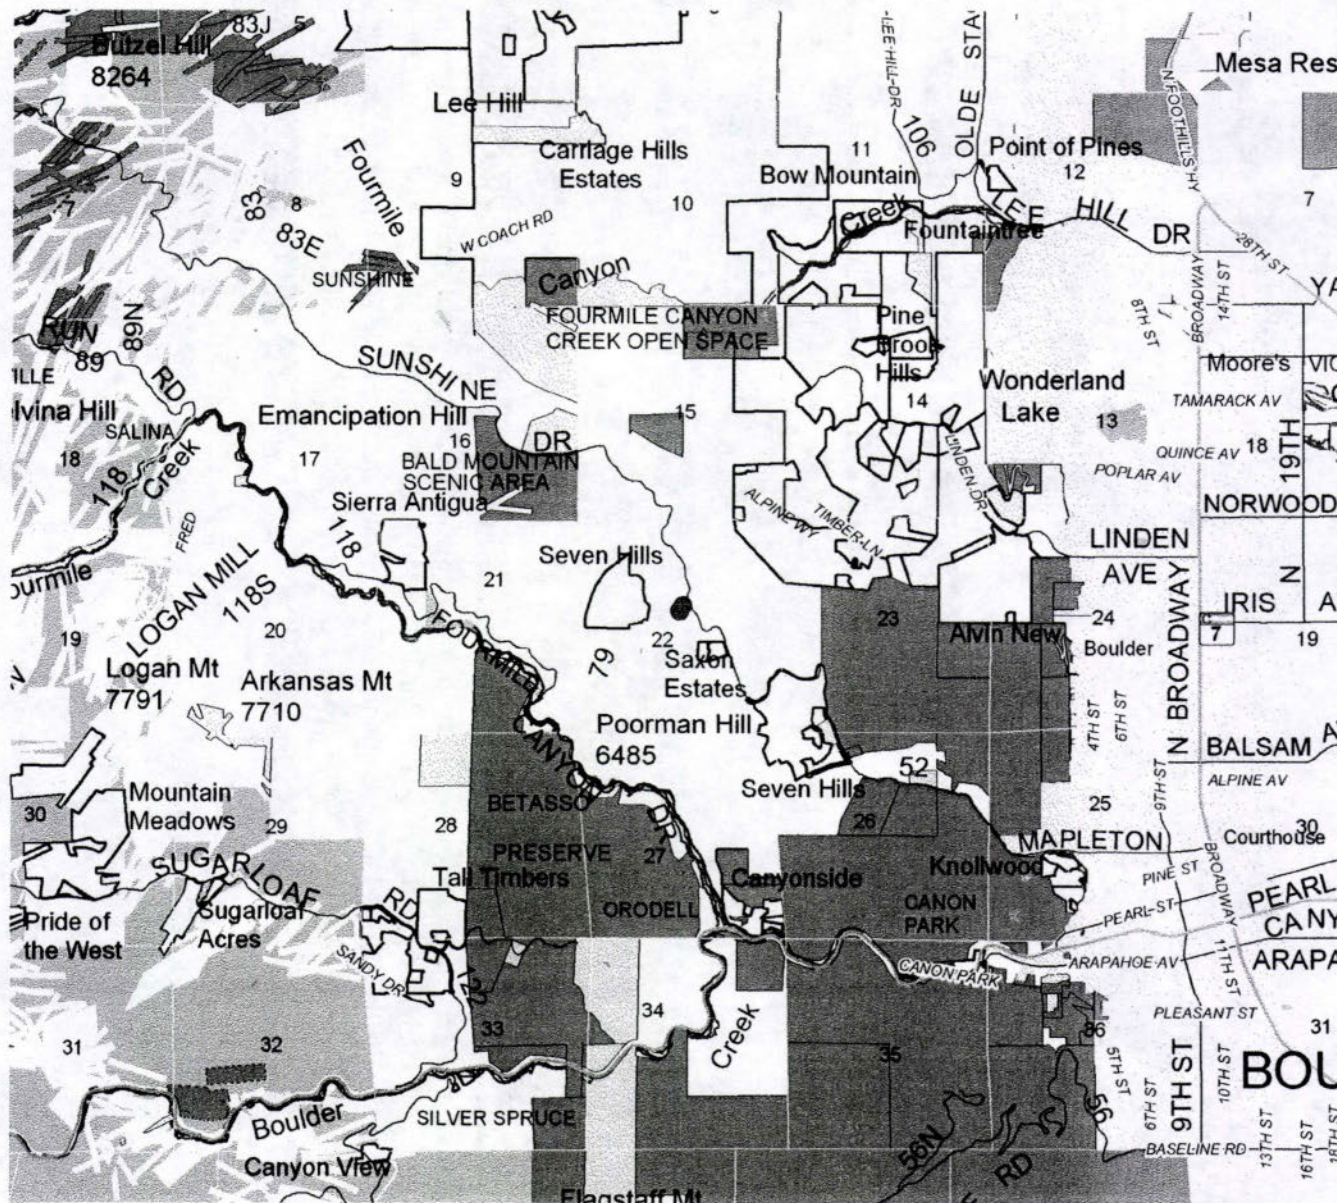 83J
5
Butzel Hill
8264
Lee Hill
Fourmile
9
Carriage Hills
Estates
10
W COACH RD
LEE HILL DR
106
11
OLDE STA
Bow Mountain
Point of Pines
12
N FOOTHILLS HY
Mesa Res
7
7
83
8
83E
SUNSHINE
Canyon
Creek
Fountaintree
LEE HILL DR
28TH ST
BROADWAY
14TH ST
8TH ST
YA
FOURMILE CANYON
CREEK OPEN SPACE
Pine
Brook
Hills
14
RUN
89
89N
RD
ILLE
lvina Hill
SALINA
18
118
Creek
SUNSHINE
DR
Emancipation Hill
16
17
15
BALD MOUNTAIN
SCENIC AREA
Sierra Antigua
118
Wonderland
Lake
13
LINDEN DR
ALPINE WY
TIMBER LN
Moore's
VIC
TAMARACK AV
QUINCE AV
18
19TH
POPLAR AV
NORWOOD
LINDEN
AVE
N
IRIS
A
7
19
FRED
ourmile
LOGAN MILL
118S
19
20
Logan Mt
7791
Arkansas Mt
7710
Seven Hills
21
22
79
Saxon
Estates
23
Alvin New
24
Boulder
4TH ST
6TH ST
N BROADWAY
FOURMILE CANYON DR
Poorman Hill
6485
52
Seven Hills
26
25
BALSAM
A
ALPINE AV
9TH ST
30
Mountain
Meadows
29
28
BETASSO
PRESERVE
27
MAPLETON
Courthouse
30
PINE ST
BROADWAY
PEARL
SUGARLOAF
RD
Tall Timbers
ORODELL
Canyonside
Knollwood
CANON
PARK
PEARL ST
CANY
Pride of
the West
Sugarloaf
Acres
SANDY DR
122
CANON PARK
ARAPAHOE AV
11TH ST
ARAPA
31
32
33
34
Creek
35
36
PLEASANT ST
31
5TH ST
6TH ST
9TH ST
10TH ST
BOU
Boulder
SILVER SPRUCE
56N
RD
56
BASELINE RD
13TH ST
16TH ST
18TH ST
Canyon View
Flagstaff Mt